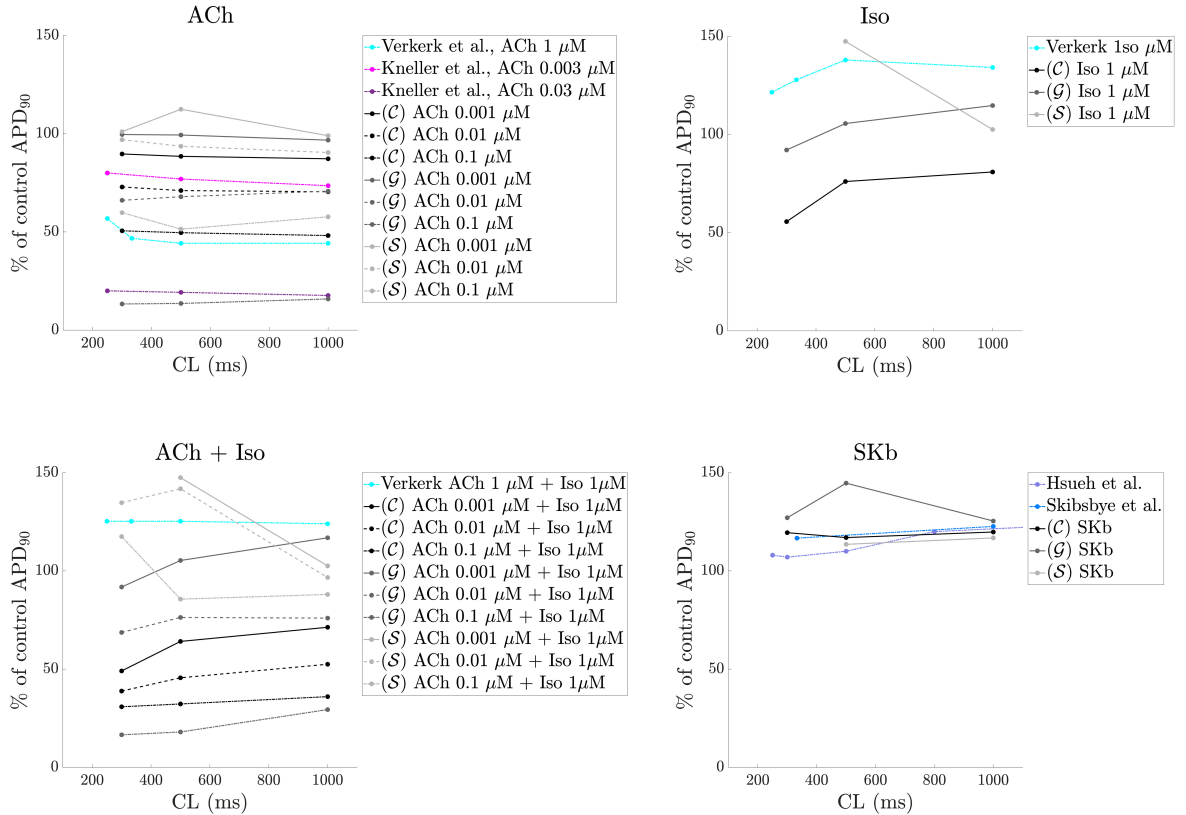 ACh
% of control APD90
150
100
50
0
200 400 600 800 1000
CL (ms)
Verkerk et al., ACh 1 μM
Kneller et al., ACh 0.003 μM
Kneller et al., ACh 0.03 μM
(C) ACh 0.001 μM
(C) ACh 0.01 μM
(C) ACh 0.1 μM
(G) ACh 0.001 μM
(G) ACh 0.01 μM
(G) ACh 0.1 μM
(S) ACh 0.001 μM
(S) ACh 0.01 μM
(S) ACh 0.1 μM
Iso
% of control APD90
150
100
50
0
200 400 600 800 1000
CL (ms)
Verkerk 1so μM
(C) Iso 1 μM
(G) Iso 1 μM
(S) Iso 1 μM
ACh + Iso
% of control APD90
150
100
50
0
200 400 600 800 1000
CL (ms)
Verkerk ACh 1 μM + Iso 1μM
(C) ACh 0.001 μM + Iso 1μM
(C) ACh 0.01 μM + Iso 1μM
(C) ACh 0.1 μM + Iso 1μM
(G) ACh 0.001 μM + Iso 1μM
(G) ACh 0.01 μM + Iso 1μM
(G) ACh 0.1 μM + Iso 1μM
(S) ACh 0.001 μM + Iso 1μM
(S) ACh 0.01 μM + Iso 1μM
(S) ACh 0.1 μM + Iso 1μM
SKb
% of control APD90
150
100
50
0
200 400 600 800 1000
CL (ms)
Hsueh et al.
Skibsbye et al.
(C) SKb
(G) SKb
(S) SKb